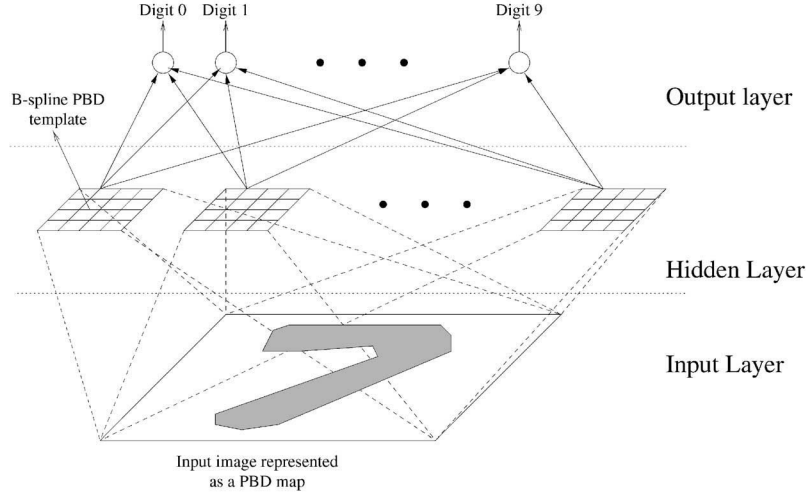 Digit 0 Digit 1 Digit 9
B-spline PBD
template
Output layer
Hidden Layer
Input Layer
Input image represented
as a PBD map